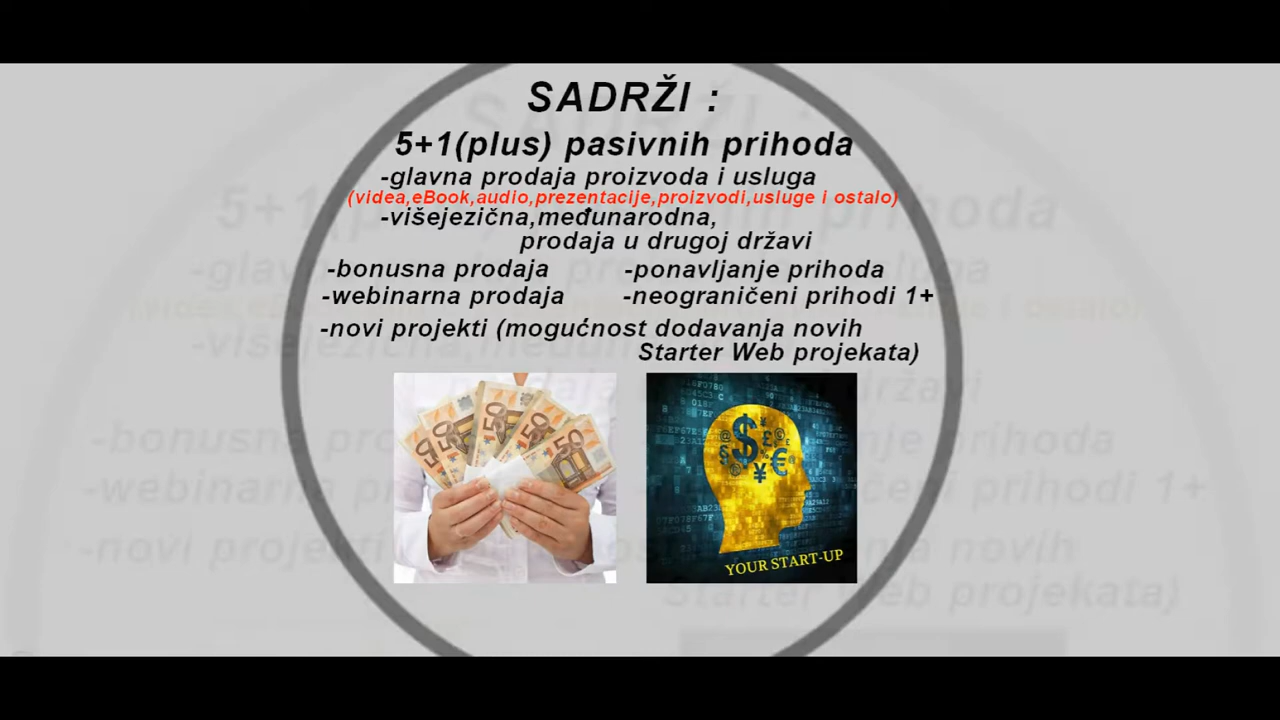 SADRŽI :
5+1(plus) pasivnih prihoda
-glavna prodaja proizvoda i usluga
(videa,eBook,audio,prezentacije,proizvodi,usluge i ostalo)
-višejezična,međunarodna,
prodaja u drugoj državi
-bonusna prodaja -ponavljanje prihoda
-webinarna prodaja -neograničeni prihodi 1+
-novi projekti (mogućnost dodavanja novih
Starter Web projekata)
YOUR START-UP